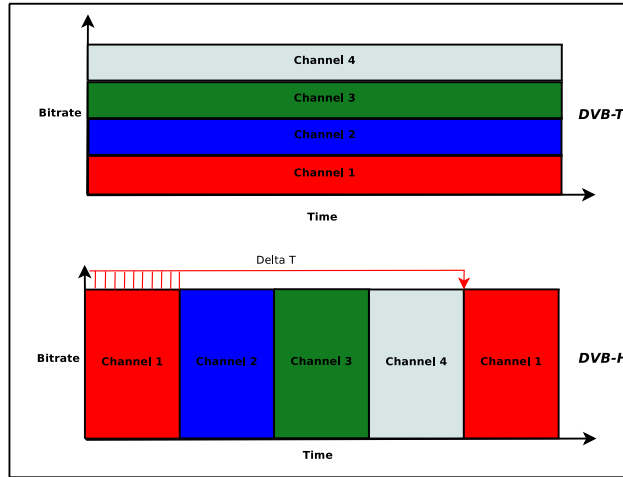 Channel 4
Channel 3
Bitrate
DVB-T
Channel 2
Channel 1
Time
Delta T
Bitrate
Channel 1
Channel 2
Channel 3
Channel 4
Channel 1
DVB-H
Time